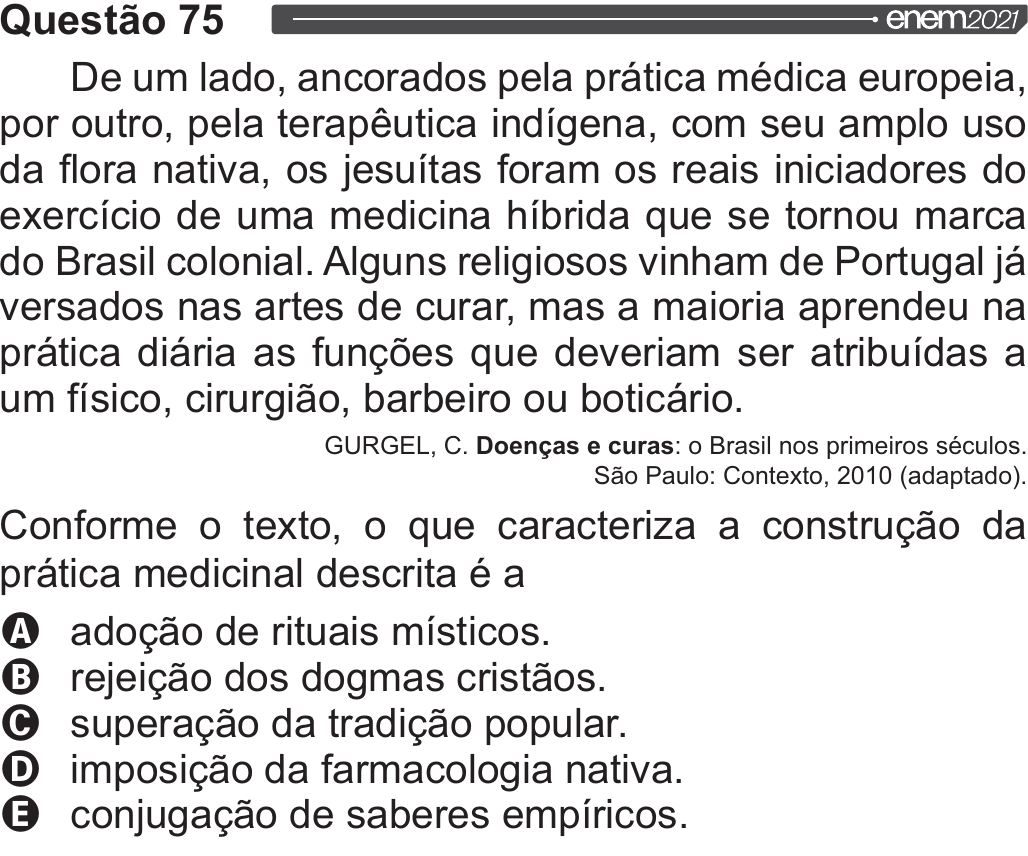 Questão 75
enem2021
De um lado, ancorados pela prática médica europeia,
por outro, pela terapêutica indígena, com seu amplo uso
da flora nativa, os jesuítas foram os reais iniciadores do
exercício de uma medicina híbrida que se tornou marca
do Brasil colonial. Alguns religiosos vinham de Portugal já
versados nas artes de curar, mas a maioria aprendeu na
prática diária as funções que deveriam ser atribuídas a
um físico, cirurgião, barbeiro ou boticário.
GURGEL, C. Doenças e curas: o Brasil nos primeiros séculos.
São Paulo: Contexto, 2010 (adaptado).
Conforme o texto, o que caracteriza a construção da
prática medicinal descrita é a
A adoção de rituais místicos.
B rejeição dos dogmas cristãos.
C superação da tradição popular.
D imposição da farmacologia nativa.
E conjugação de saberes empíricos.